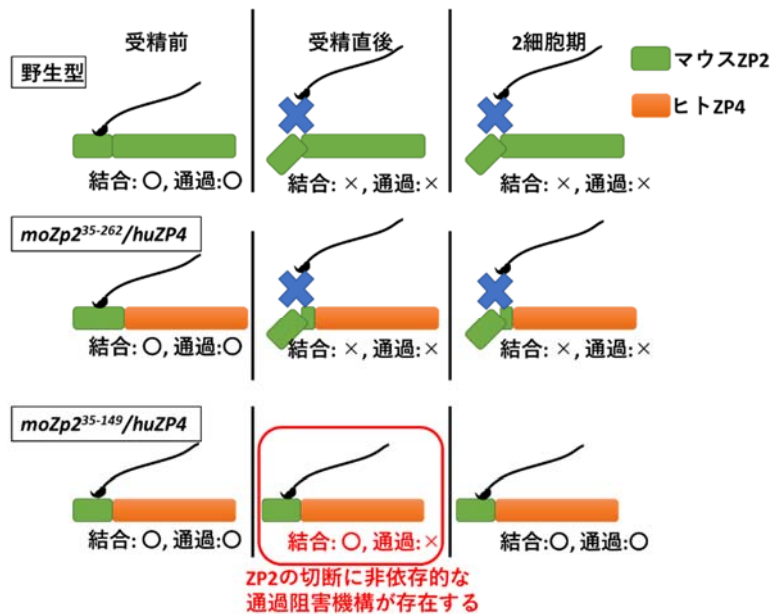 受精前
受精直後
2細胞期
野生型
マウスZP2
ヒトZP4
結合: ○, 通過:○
結合: ×, 通過:×
結合: ×, 通過:×
moZp2³⁵⁻²⁶²/huZP4
結合: ○, 通過:○
結合: ×, 通過:×
結合: ×, 通過:×
moZp2³⁵⁻¹⁴⁹/huZP4
結合: ○, 通過:○
結合: ○, 通過:×
結合:○, 通過:○
ZP2の切断に非依存的な
通過阻害機構が存在する